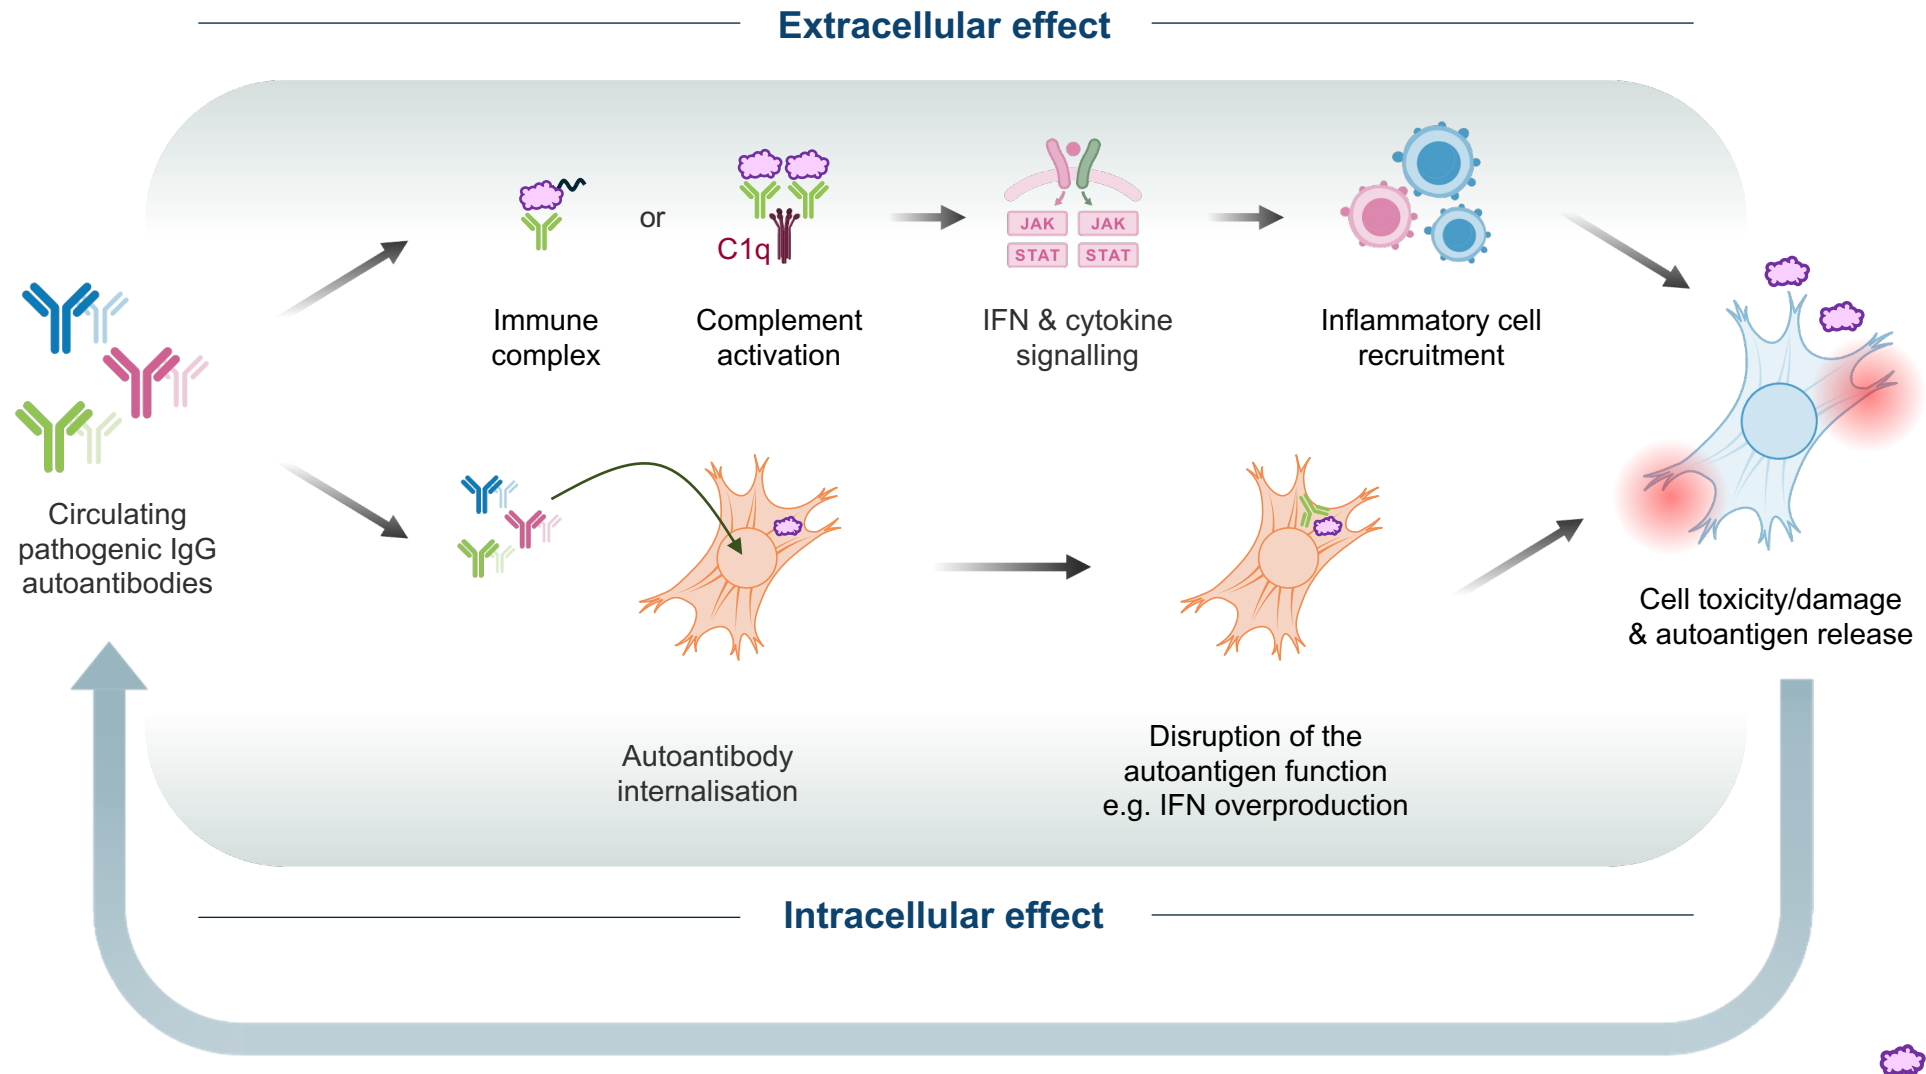 Extracellular effect
or
C1q
JAK JAK
STAT STAT
Immune
complex
Complement
activation
IFN & cytokine
signalling
Inflammatory cell
recruitment
Circulating
pathogenic IgG
autoantibodies
Cell toxicity/damage
& autoantigen release
Autoantibody
internalisation
Disruption of the
autoantigen function
e.g. IFN overproduction
Intracellular effect